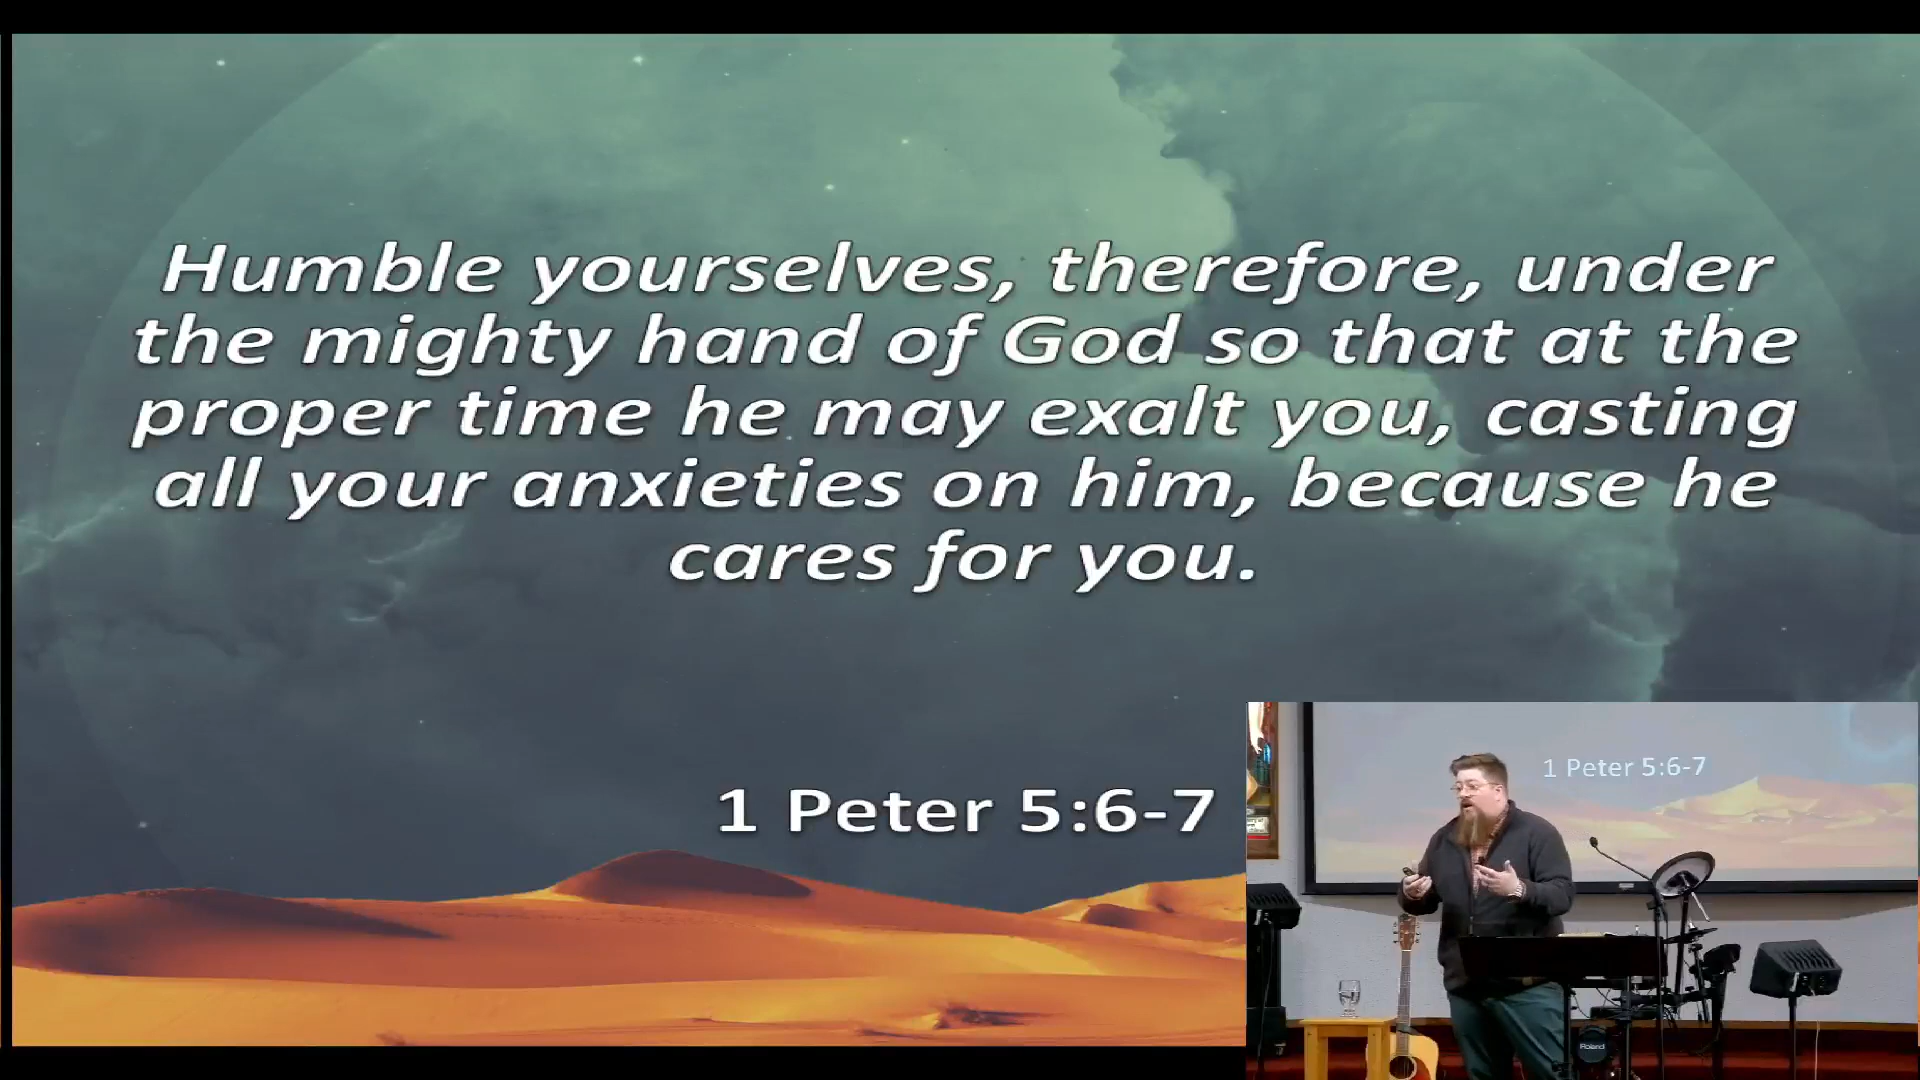 Humble yourselves, therefore, under
the mighty hand of God so that at the
proper time he may exalt you, casting
all your anxieties on him, because he
cares for you.
1 Peter 5:6-7
1 Peter 5:6-7
Roland